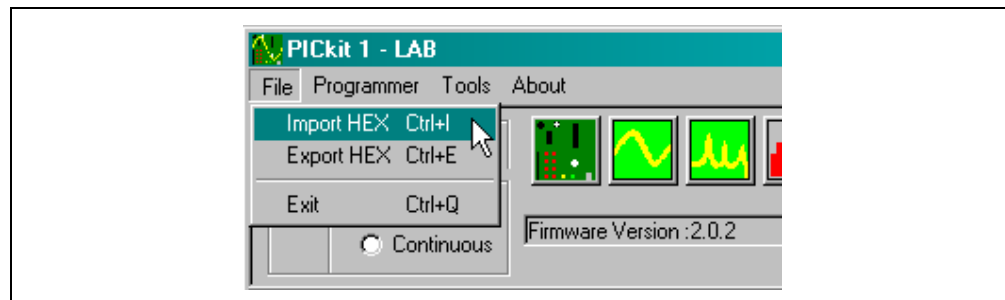 PICkit 1 - LAB
File Programmer Tools About
Import HEX Ctrl+I
Export HEX Ctrl+E
Exit Ctrl+Q
Firmware Version :2.0.2
Continuous